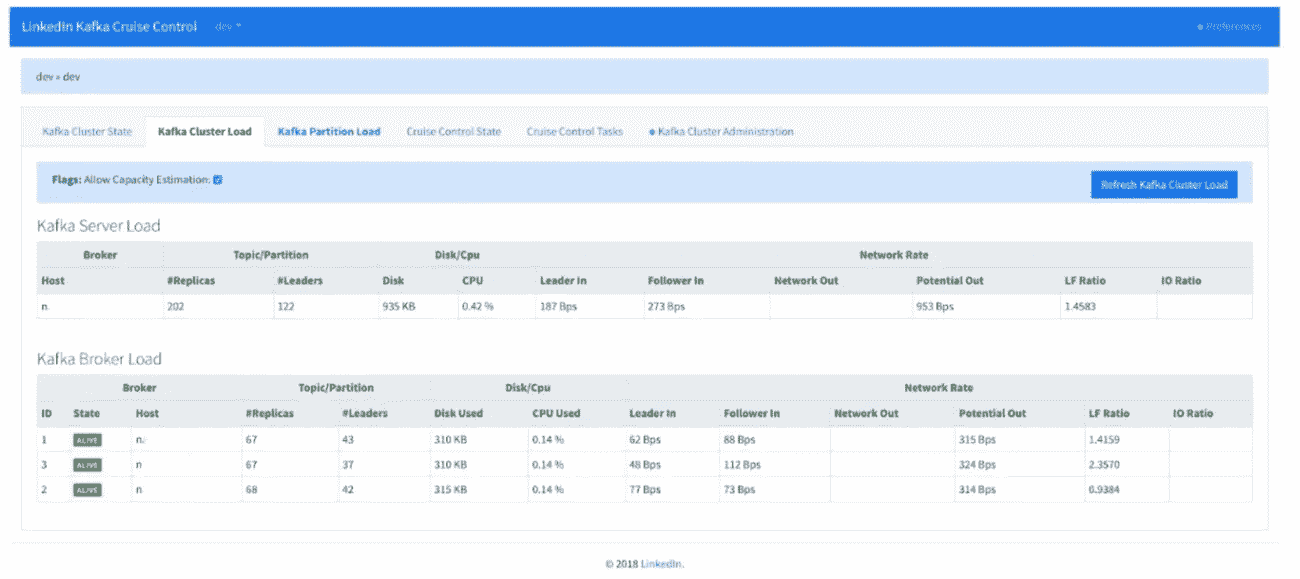 LinkedIn Kafka Cruise Control dev Preferences
dev » dev
Kafka Cluster State Kafka Cluster Load Kafka Partition Load Cruise Control State Cruise Control Tasks Kafka Cluster Administration
Flags: Allow Capacity Estimation: Refresh Kafka Cluster Load
Kafka Server Load
Broker Topic/Partition Disk/Cpu Network Rate
Host #Replicas #Leaders Disk CPU Leader In Follower In Network Out Potential Out LF Ratio IO Ratio
n. 202 122 935 KB 0.42 % 187 Bps 273 Bps 953 Bps 1.4583
Kafka Broker Load
Broker Topic/Partition Disk/Cpu Network Rate
ID State Host #Replicas #Leaders Disk Used CPU Used Leader In Follower In Network Out Potential Out LF Ratio IO Ratio
1 ALIVE n. 67 43 310 KB 0.14 % 62 Bps 88 Bps 315 Bps 1.4159
3 ALIVE n 67 37 310 KB 0.14 % 48 Bps 112 Bps 324 Bps 2.3570
2 ALIVE n 68 42 315 KB 0.14 % 77 Bps 73 Bps 314 Bps 0.9384
© 2018 LinkedIn.